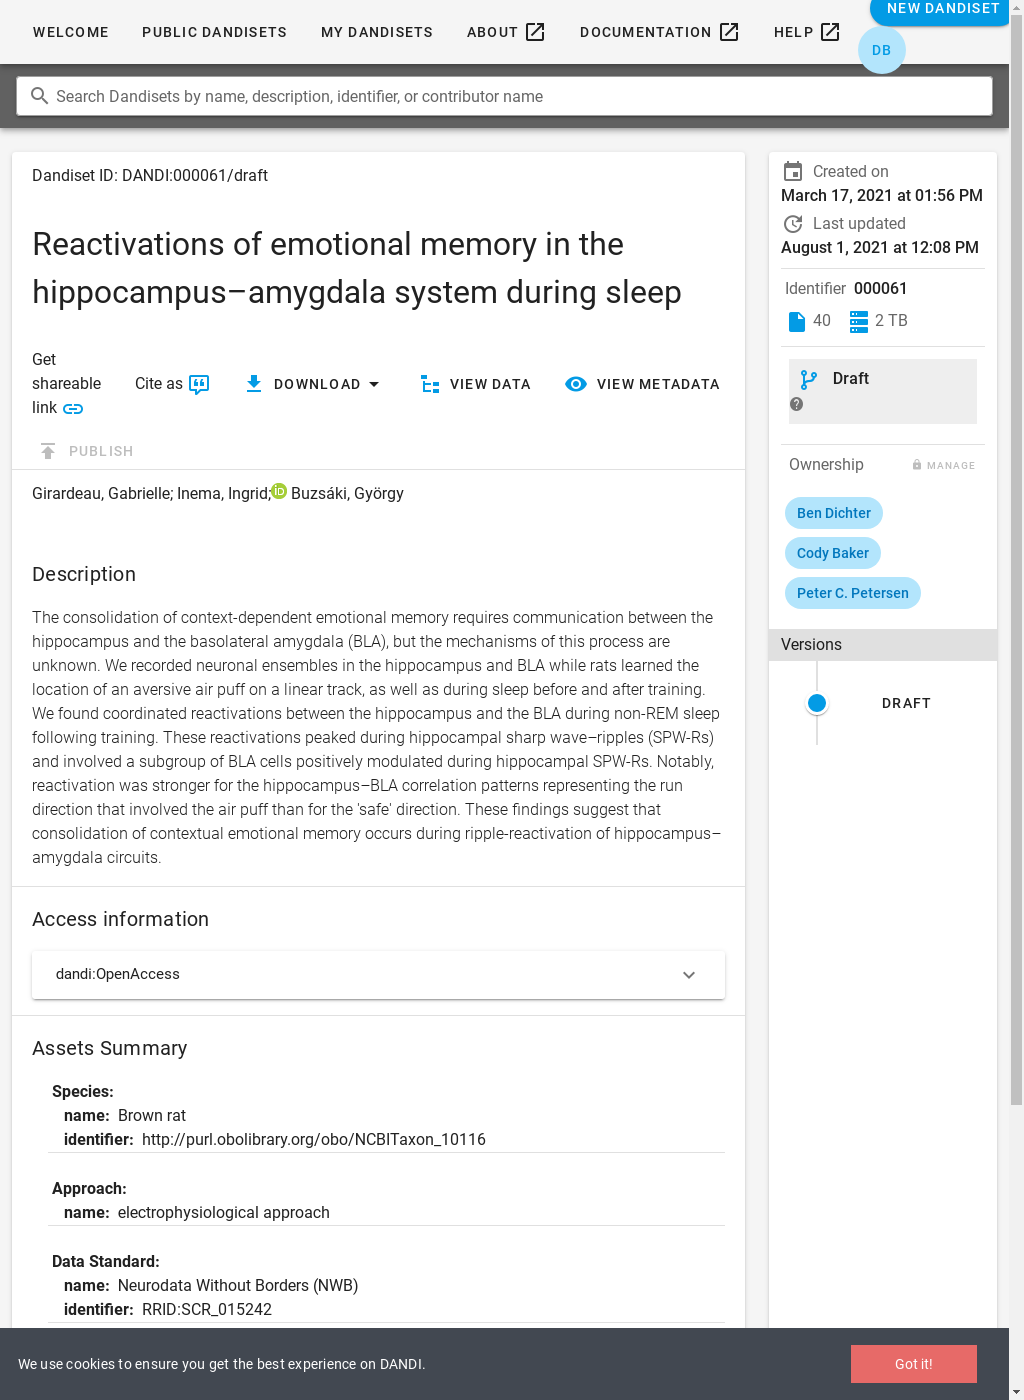 WELCOME PUBLIC DANDISETS MY DANDISETS ABOUT DOCUMENTATION HELP NEW DANDISET
DB
Search Dandisets by name, description, identifier, or contributor name
Dandiset ID: DANDI:000061/draft
Reactivations of emotional memory in the
hippocampus–amygdala system during sleep
Get
shareable
link
Cite as
DOWNLOAD
VIEW DATA
VIEW METADATA
PUBLISH
Girardeau, Gabrielle; Inema, Ingrid; iD Buzsáki, György
Description
The consolidation of context-dependent emotional memory requires communication between the
hippocampus and the basolateral amygdala (BLA), but the mechanisms of this process are
unknown. We recorded neuronal ensembles in the hippocampus and BLA while rats learned the
location of an aversive air puff on a linear track, as well as during sleep before and after training.
We found coordinated reactivations between the hippocampus and the BLA during non-REM sleep
following training. These reactivations peaked during hippocampal sharp wave–ripples (SPW-Rs)
and involved a subgroup of BLA cells positively modulated during hippocampal SPW-Rs. Notably,
reactivation was stronger for the hippocampus–BLA correlation patterns representing the run
direction that involved the air puff than for the 'safe' direction. These findings suggest that
consolidation of contextual emotional memory occurs during ripple-reactivation of hippocampus–
amygdala circuits.
Access information
dandi:OpenAccess
Assets Summary
Species:
name: Brown rat
identifier: http://purl.obolibrary.org/obo/NCBITaxon_10116
Approach:
name: electrophysiological approach
Data Standard:
name: Neurodata Without Borders (NWB)
identifier: RRID:SCR_015242
Created on
March 17, 2021 at 01:56 PM
Last updated
August 1, 2021 at 12:08 PM
Identifier 000061
40 2 TB
Draft
?
Ownership MANAGE
Ben Dichter
Cody Baker
Peter C. Petersen
Versions
DRAFT
We use cookies to ensure you get the best experience on DANDI.
Got it!